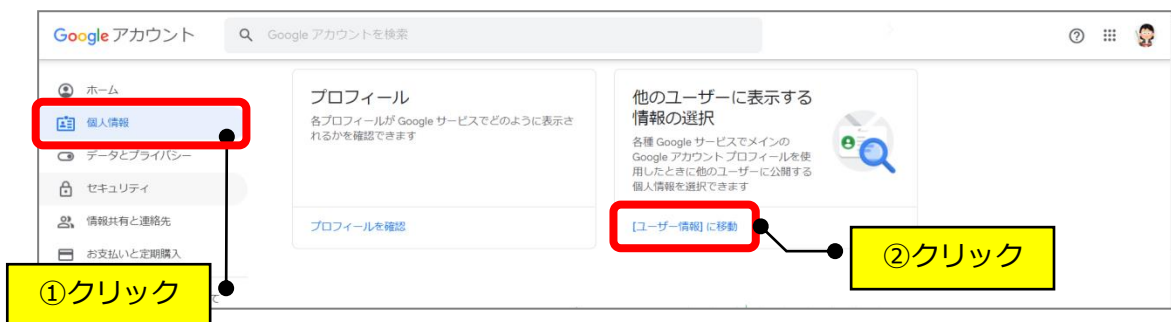 Google アカウント
Google アカウントを検索
ホーム
個人情報
データとプライバシー
セキュリティ
情報共有と連絡先
お支払いと定期購入
て
①クリック
プロフィール
各プロフィールが Google サービスでどのように表示さ
れるかを確認できます
プロフィールを確認
他のユーザーに表示する
情報の選択
各種 Google サービスでメインの
Google アカウント プロフィールを使
用したときに他のユーザーに公開する
個人情報を選択できます
[ユーザー情報] に移動
②クリック